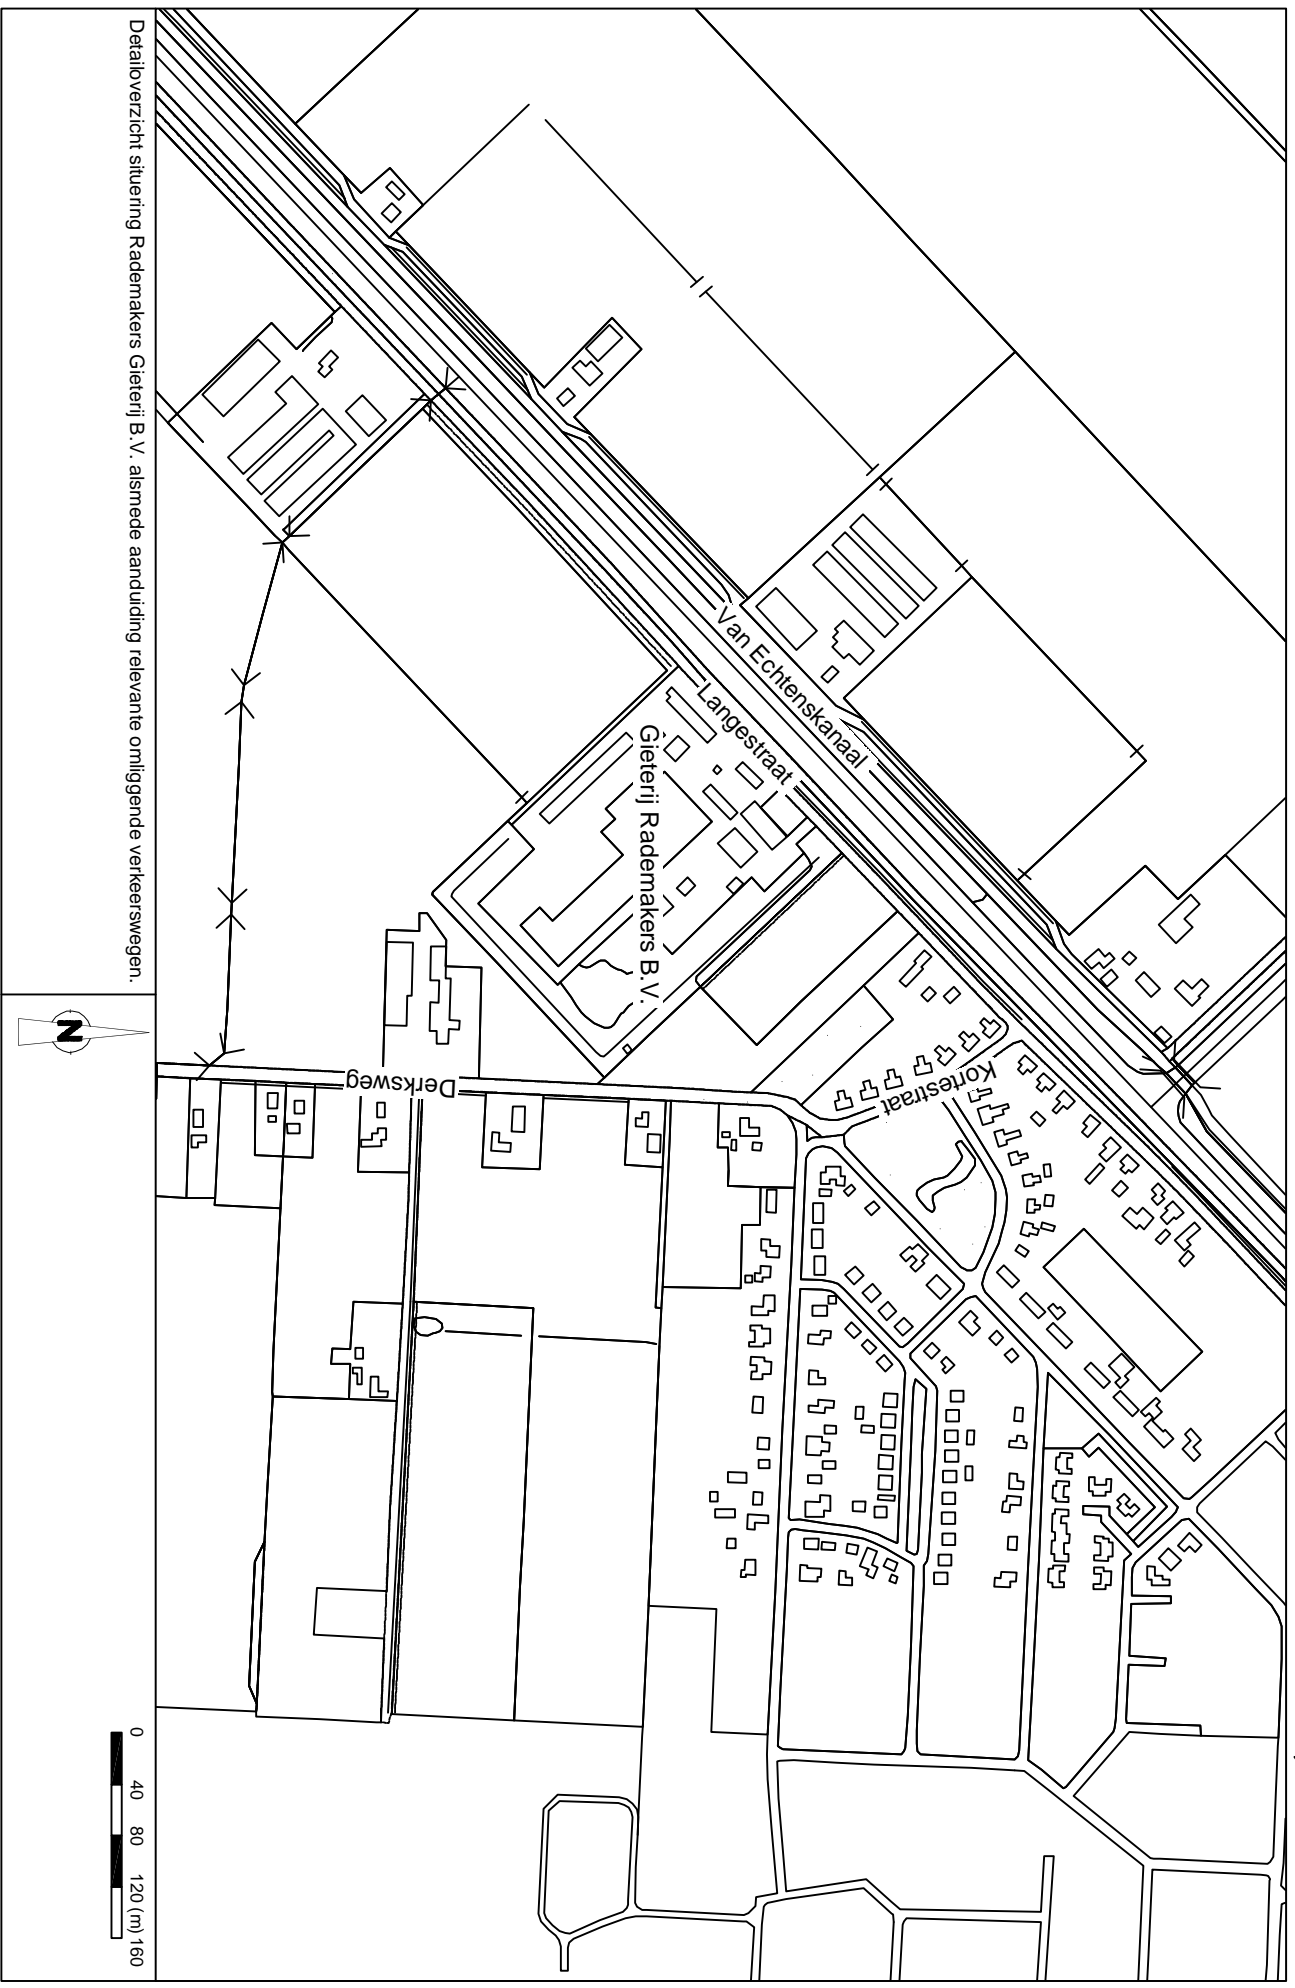 Van Echtenskanaal
Langestraat
Gieterij Rademakers B.V.
Kortestraat
Derksweg
Detailoverzicht situering Rademakers Gieterij B.V. alsmede aanduiding relevante omliggende verkeerswegen.
N
0 40 80 120 (m) 160